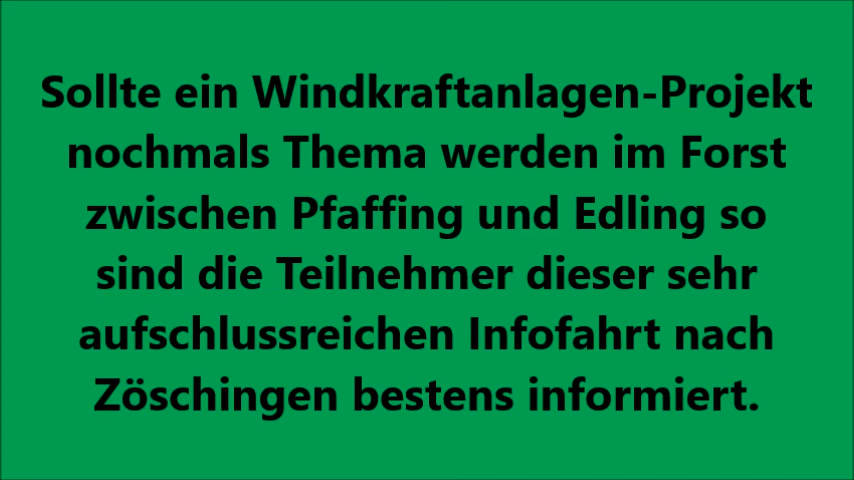 Sollte ein Windkraftanlagen-Projekt
nochmals Thema werden im Forst
zwischen Pfaffing und Edling so
sind die Teilnehmer dieser sehr
aufschlussreichen Infofahrt nach
Zöschingen bestens informiert.